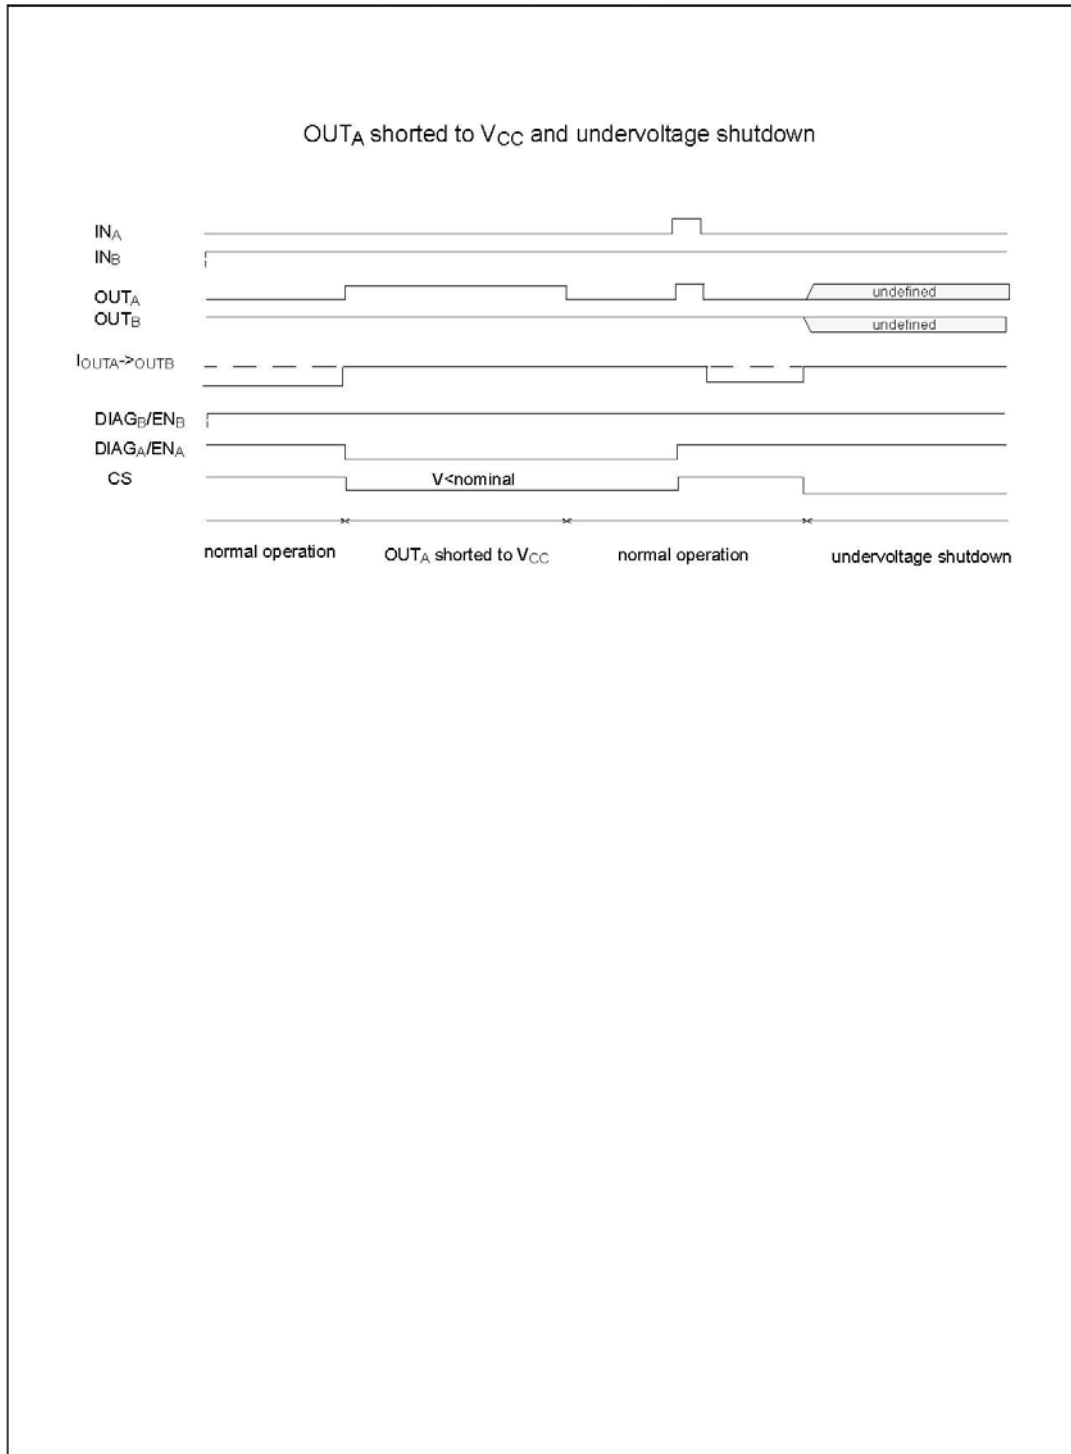 OUTA shorted to VCC and undervoltage shutdown
INA
INB
OUTA undefined
OUTB undefined
IOUTA->OUTB
DIAGB/ENB
DIAGA/ENA
CS V<nominal
normal operation OUTA shorted to VCC normal operation undervoltage shutdown